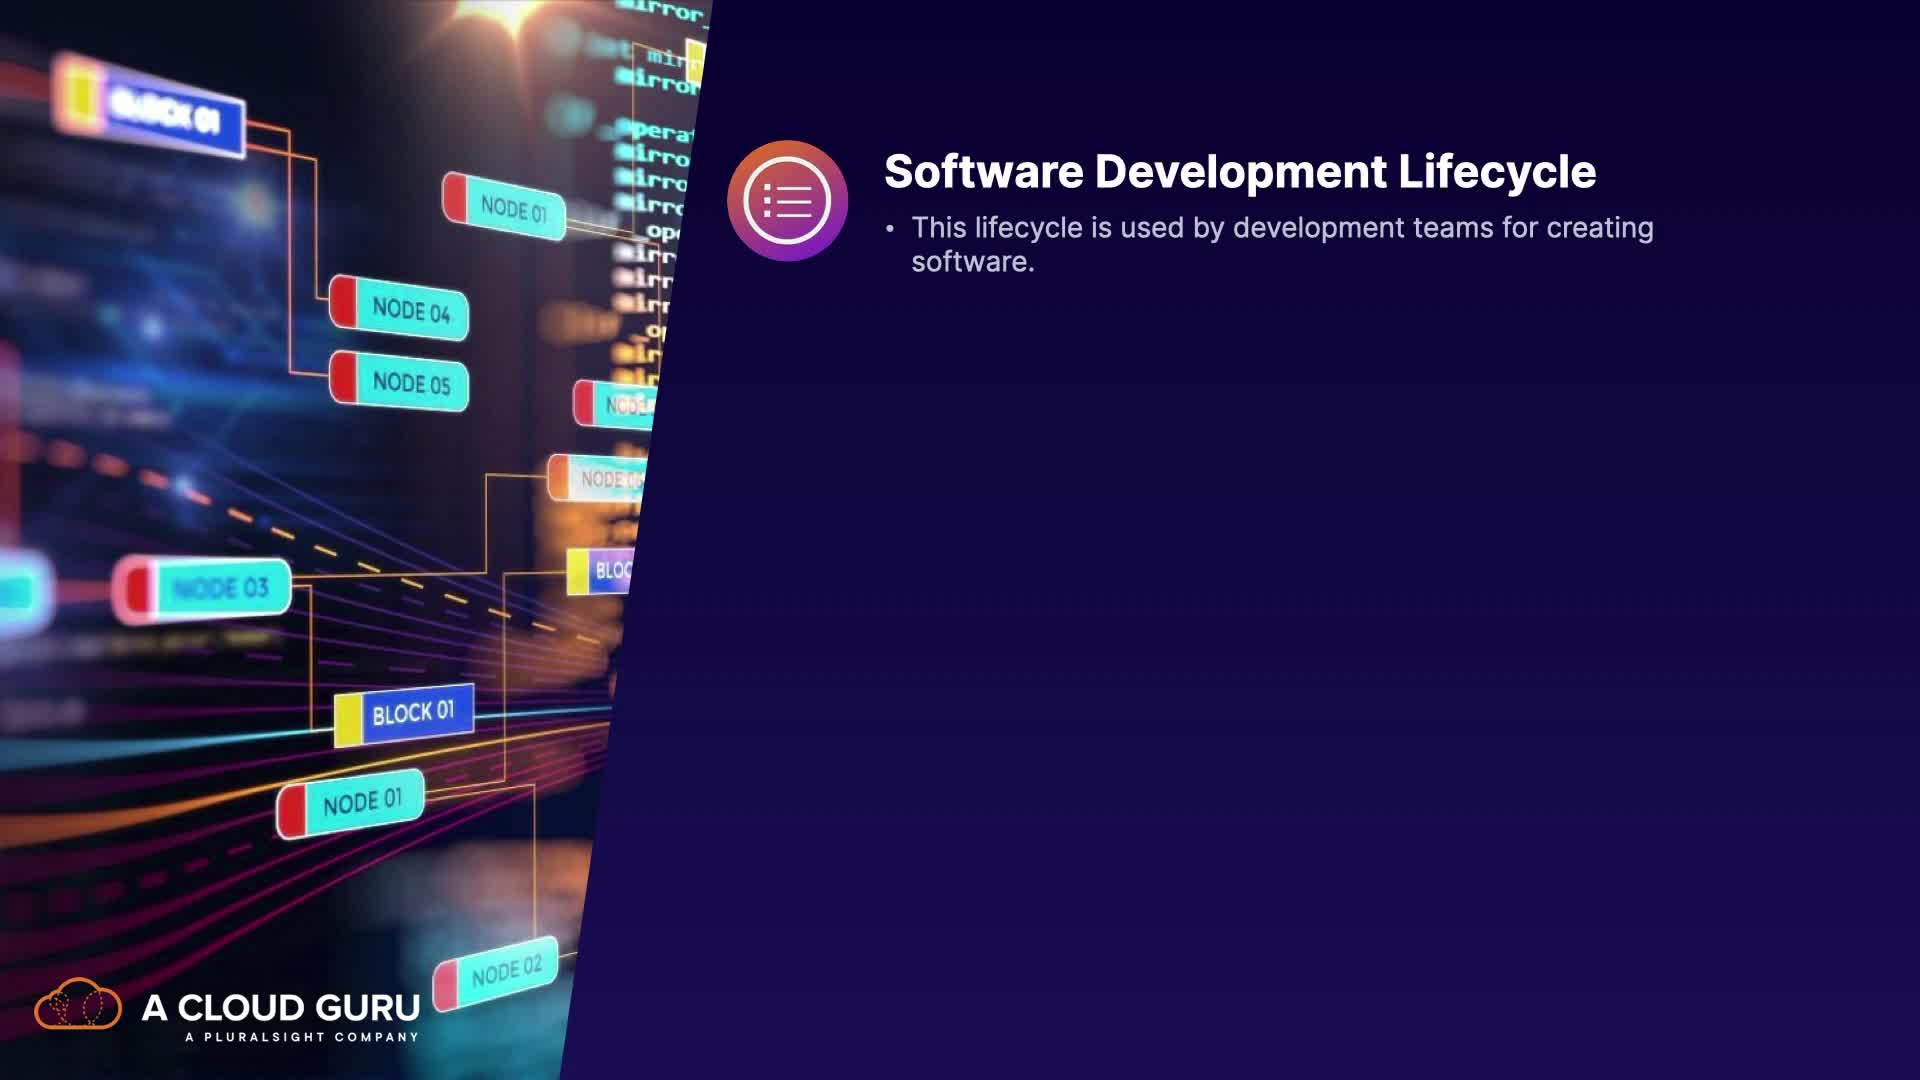 BLOCK 01
NODE 01
NODE 04
NODE 05
NODE 03
BLOCK 01
NODE 01
NODE 02
Software Development Lifecycle
• This lifecycle is used by development teams for creating
software.
A CLOUD GURU
A PLURALSIGHT COMPANY